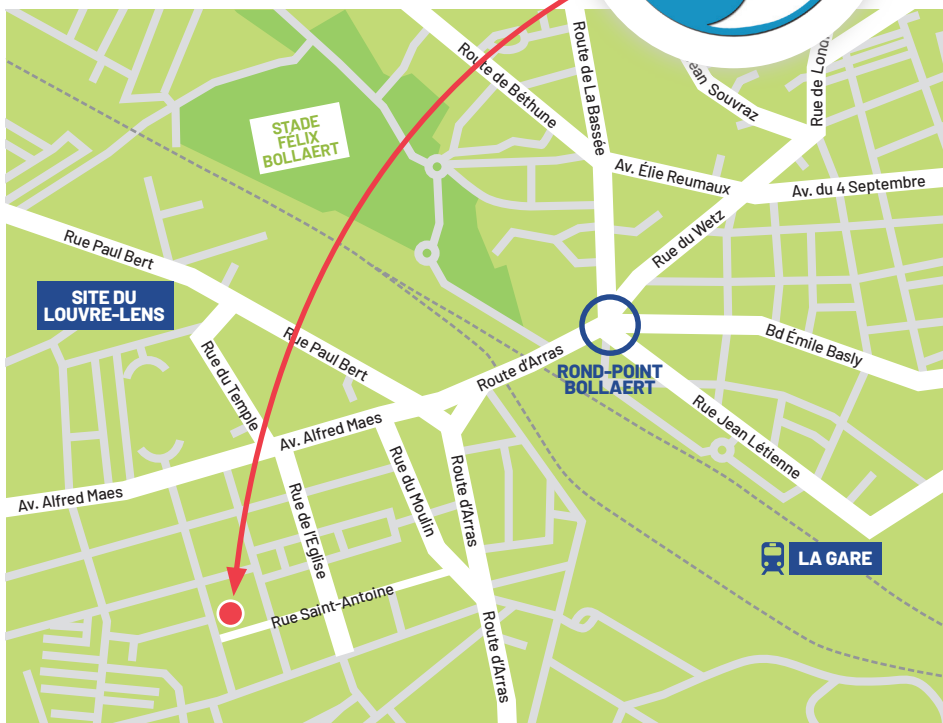 Route de Béthune
Route de La Bassée
ean Souvraz
Rue de Lond
STADE
FÉLIX
BOLLAERT
Av. Élie Reumaux
Av. du 4 Septembre
Rue du Wetz
Rue Paul Bert
SITE DU
LOUVRE-LENS
Rue Paul Bert
Rue du Temple
Route d'Arras
ROND-POINT
BOLLAERT
Bd Émile Basly
Rue Jean Létienne
Av. Alfred Maes
Av. Alfred Maes
Rue de l'Eglise
Rue du Moulin
Route d'Arras
LA GARE
Rue Saint-Antoine
Route d'Arras